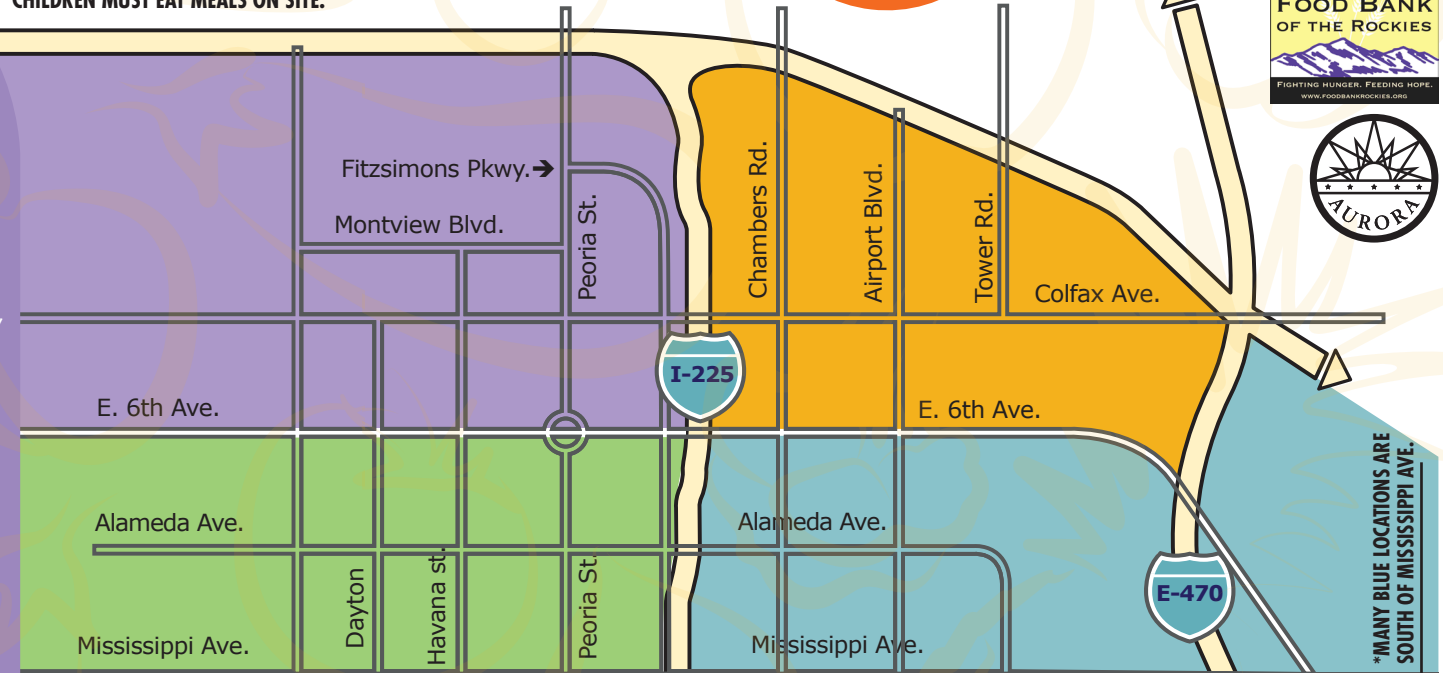 CHILDREN MUST EAT MEALS ON SITE.
FOOD BANK
OF THE ROCKIES
FIGHTING HUNGER. FEEDING HOPE.
WWW.FOODBANKROCKIES.ORG
AURORA
Fitzsimons Pkwy.➔
Montview Blvd.
Peoria St.
Chambers Rd.
Airport Blvd.
Tower Rd.
Colfax Ave.
I-225
E. 6th Ave.
E. 6th Ave.
Alameda Ave.
Alameda Ave.
Dayton
Havana st.
Peoria St.
E-470
Mississippi Ave.
Mississippi Ave.
*MANY BLUE LOCATIONS ARE
SOUTH OF MISSISSIPPI AVE.